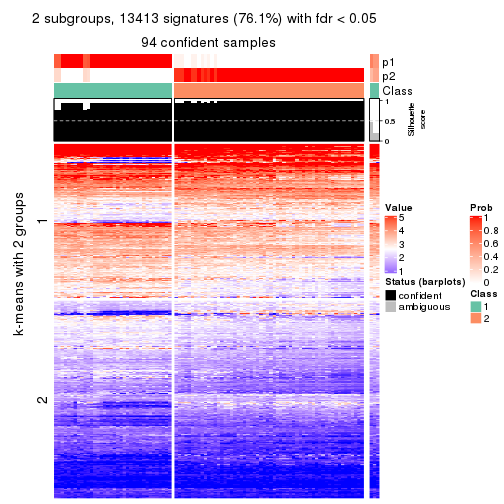 2 subgroups, 13413 signatures (76.1%) with fdr < 0.05
94 confident samples
p1
p2
Class
1
0.5
0
Silhouette
score
k-means with 2 groups
1
2
Value
5
4
3
2
1
Status (barplots)
confident
ambiguous
Prob
1
0.8
0.6
0.4
0.2
0
Class
1
2